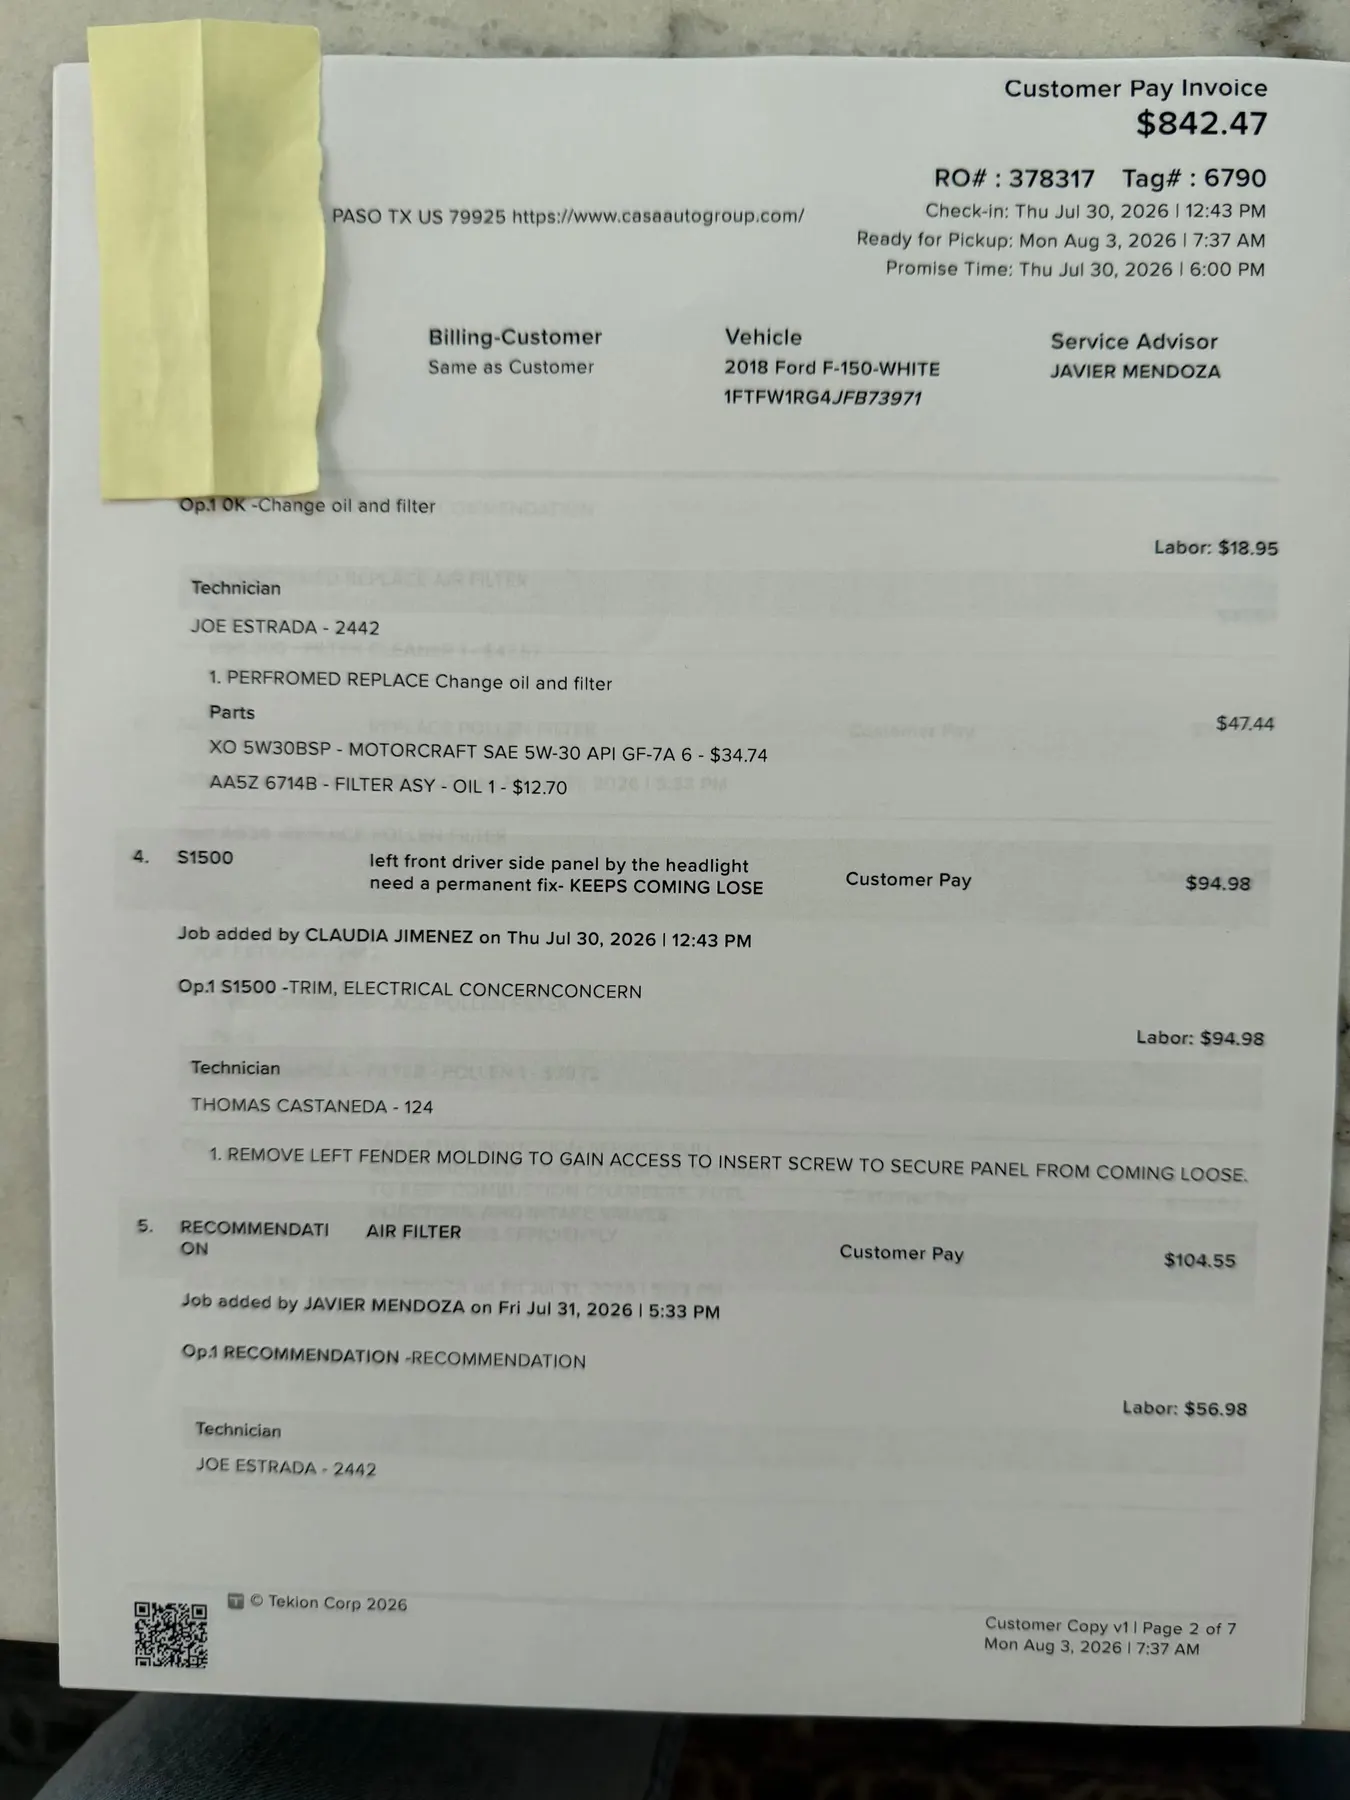 Customer Pay Invoice
$842.47
RO# : 378317 Tag# : 6790
PASO TX US 79925 https://www.casaautogroup.com/
Check-in: Thu Jul 30, 2026 | 12:43 PM
Ready for Pickup: Mon Aug 3, 2026 | 7:37 AM
Promise Time: Thu Jul 30, 2026 | 6:00 PM
Billing-Customer
Same as Customer
Vehicle
2018 Ford F-150-WHITE
1FTFW1RG4JFB73971
Service Advisor
JAVIER MENDOZA
Op.1 0K -Change oil and filter
Labor: $18.95
Technician
JOE ESTRADA - 2442
1. PERFROMED REPLACE Change oil and filter
Parts
$47.44
XO 5W30BSP - MOTORCRAFT SAE 5W-30 API GF-7A 6 - $34.74
AA5Z 6714B - FILTER ASY - OIL 1 - $12.70
4. S1500 left front driver side panel by the headlight
need a permanent fix- KEEPS COMING LOSE
Customer Pay $94.98
Job added by CLAUDIA JIMENEZ on Thu Jul 30, 2026 | 12:43 PM
Op.1 S1500 -TRIM, ELECTRICAL CONCERNCONCERN
Labor: $94.98
Technician
THOMAS CASTANEDA - 124
1. REMOVE LEFT FENDER MOLDING TO GAIN ACCESS TO INSERT SCREW TO SECURE PANEL FROM COMING LOOSE.
5. RECOMMENDATI AIR FILTER
ON
Customer Pay $104.55
Job added by JAVIER MENDOZA on Fri Jul 31, 2026 | 5:33 PM
Op.1 RECOMMENDATION -RECOMMENDATION
Labor: $56.98
Technician
JOE ESTRADA - 2442
© Tekion Corp 2026
Customer Copy v1 | Page 2 of 7
Mon Aug 3, 2026 | 7:37 AM